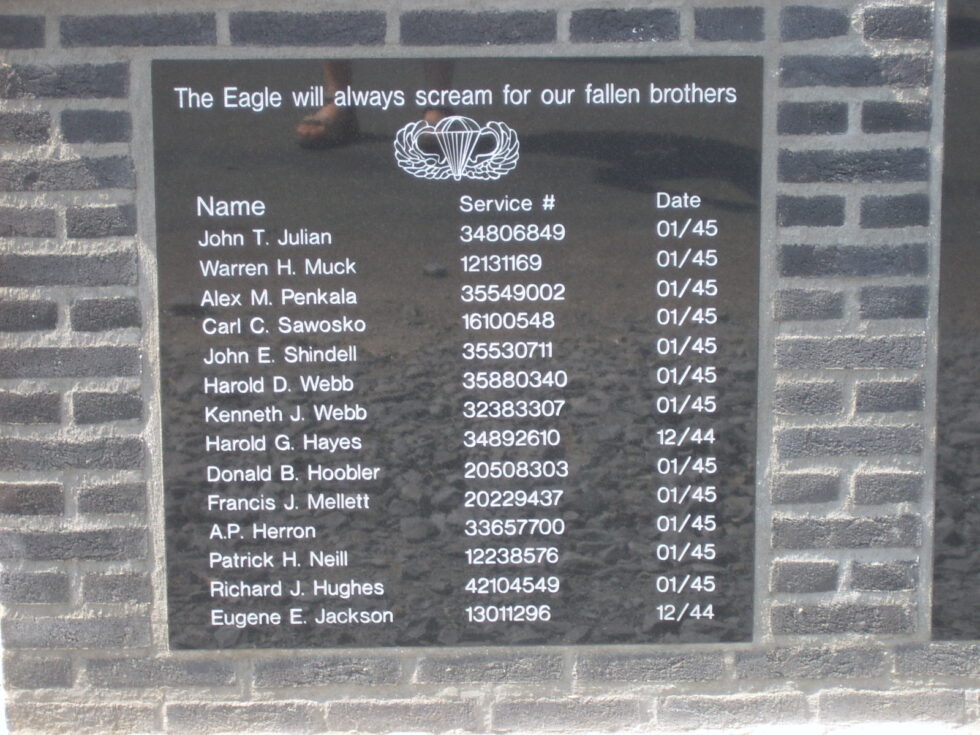 The Eagle will always scream for our fallen brothers
Name Service # Date
John T. Julian 34806849 01/45
Warren H. Muck 12131169 01/45
Alex M. Penkala 35549002 01/45
Carl C. Sawosko 16100548 01/45
John E. Shindell 35530711 01/45
Harold D. Webb 35880340 01/45
Kenneth J. Webb 32383307 01/45
Harold G. Hayes 34892610 12/44
Donald B. Hoobler 20508303 01/45
Francis J. Mellett 20229437 01/45
A.P. Herron 33657700 01/45
Patrick H. Neill 12238576 01/45
Richard J. Hughes 42104549 01/45
Eugene E. Jackson 13011296 12/44